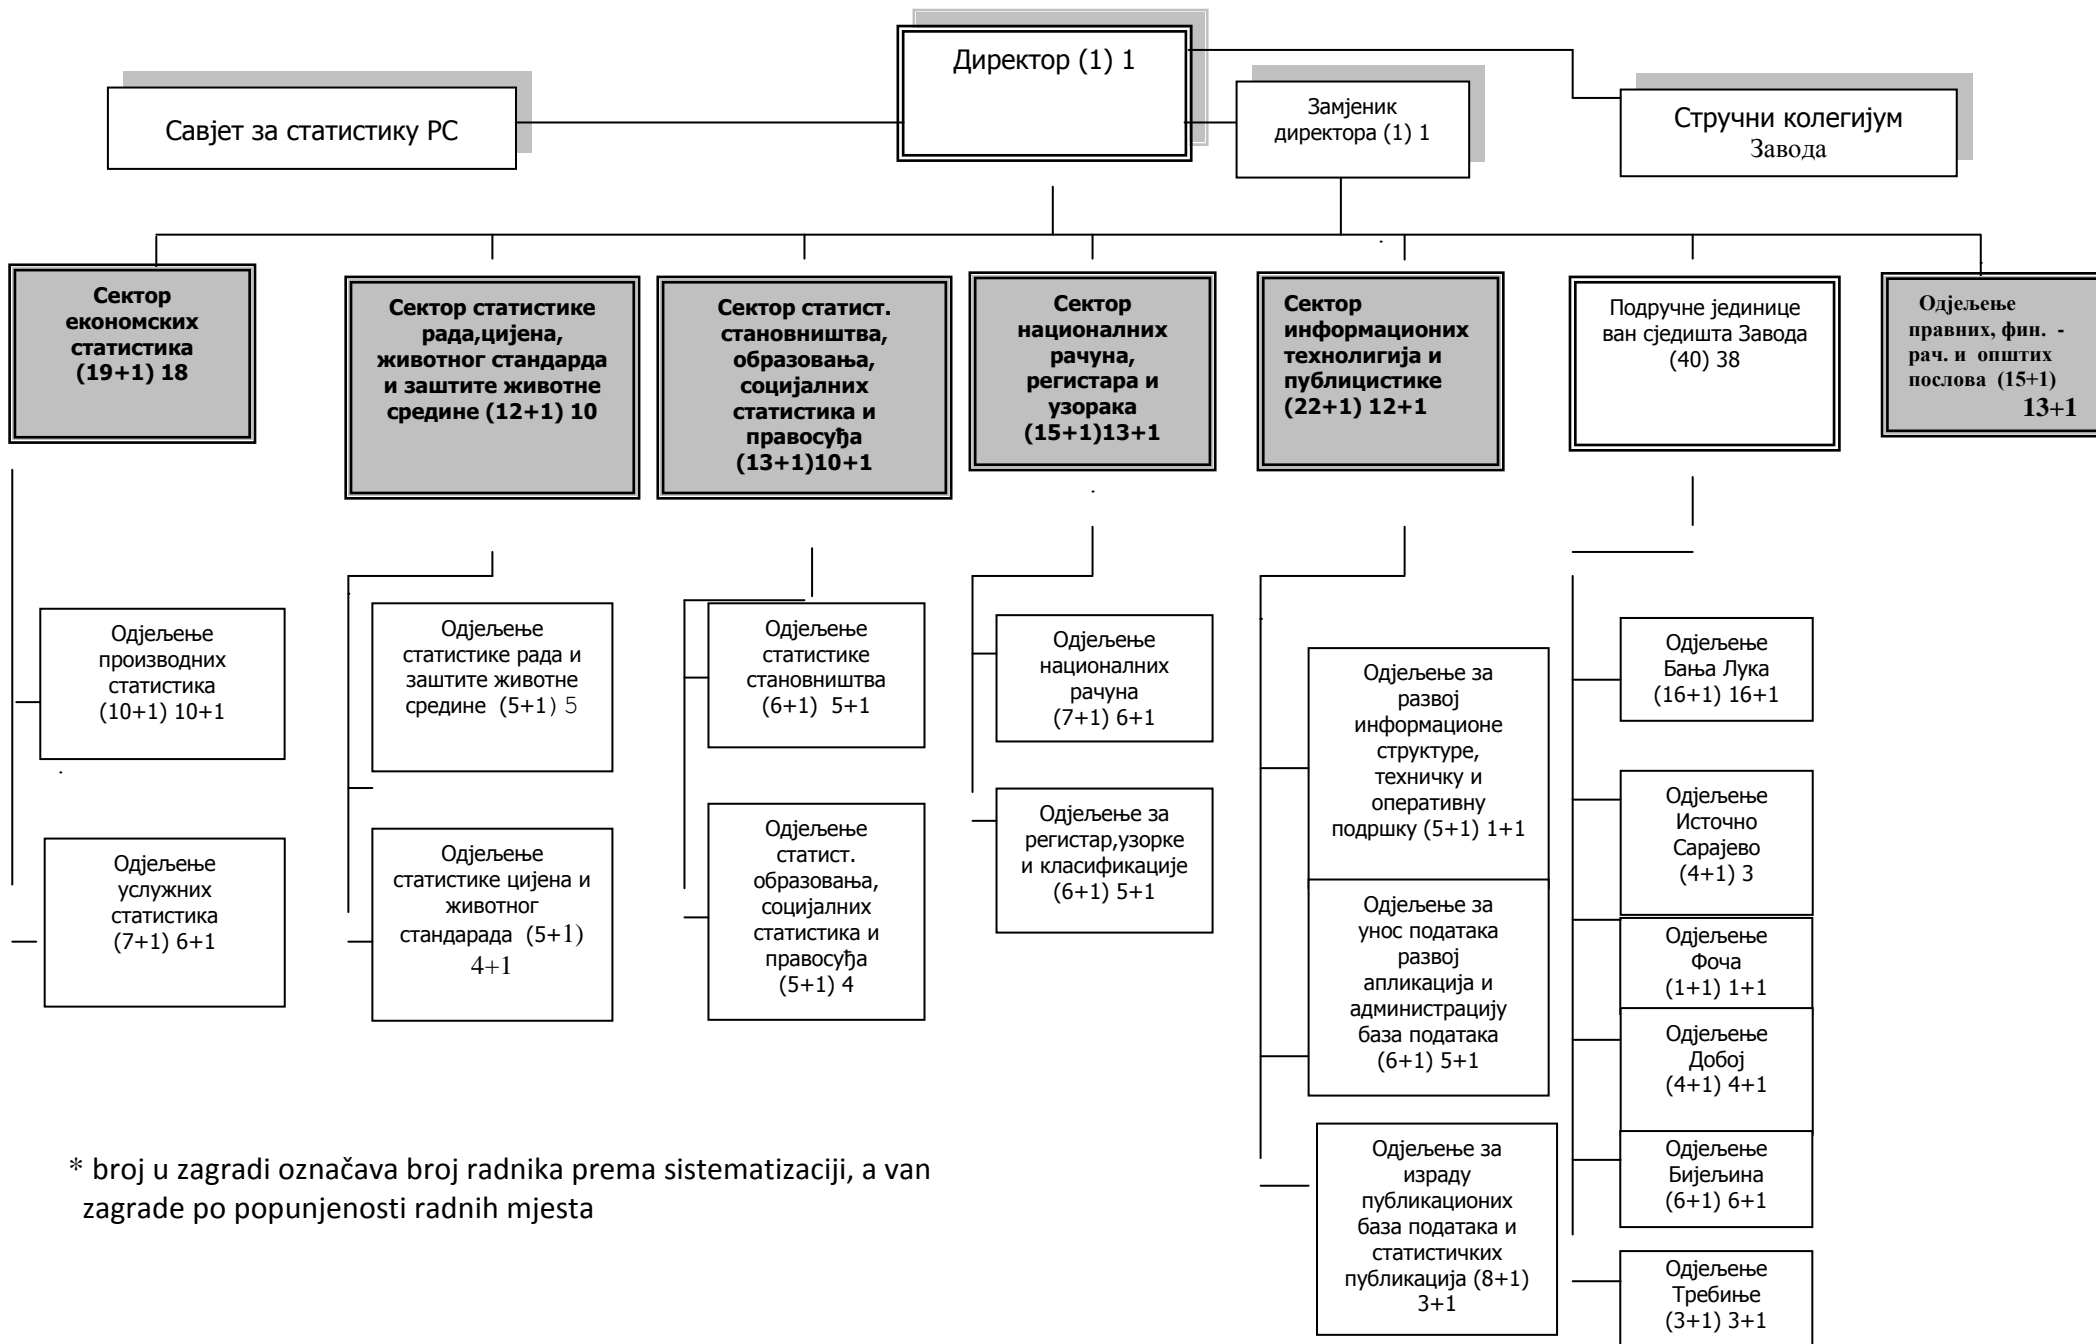 Директор (1) 1
Савјет за статистику РС
Замјеник
директора (1) 1
Стручни колегијум
Завода
Сектор
економских
статистика
(19+1) 18
Сектор статистике
рада,цијена,
животног стандарда
и заштите животне
средине (12+1) 10
Сектор статист.
становништва,
образовања,
социјалних
статистика и
правосуђа
(13+1)10+1
Сектор
националних
рачуна,
регистара и
узорака
(15+1)13+1
Сектор
информационих
технолигија и
публицистике
(22+1) 12+1
Подручне јединице
ван сједишта Завода
(40) 38
Одјељење
правних, фин. -
рач. и општих
послова (15+1)
13+1
Одјељење
производних
статистика
(10+1) 10+1
Одјељење
услужних
статистика
(7+1) 6+1
Одјељење
статистике рада и
заштите животне
средине (5+1) 5
Одјељење
статистике цијена и
животног
стандарада (5+1)
4+1
Одјељење
статистике
становништва
(6+1) 5+1
Одјељење
статист.
образовања,
социјалних
статистика и
правосуђа
(5+1) 4
Одјељење
националних
рачуна
(7+1) 6+1
Одјељење за
регистар,узорке
и класификације
(6+1) 5+1
Одјељење за
развој
информационе
структуре,
техничку и
оперативну
подршку (5+1) 1+1
Одјељење за
унос података
развој
апликација и
администрацију
база података
(6+1) 5+1
Одјељење за
израду
публикационих
база података и
статистичких
публикација (8+1)
3+1
Одјељење
Бања Лука
(16+1) 16+1
Одјељење
Источно
Сарајево
(4+1) 3
Одјељење
Фоча
(1+1) 1+1
Одјељење
Добој
(4+1) 4+1
Одјељење
Бијељина
(6+1) 6+1
Одјељење
Требиње
(3+1) 3+1
* broj u zagradi označava broj radnika prema sistematizaciji, a van
zagrade po popunjenosti radnih mjesta